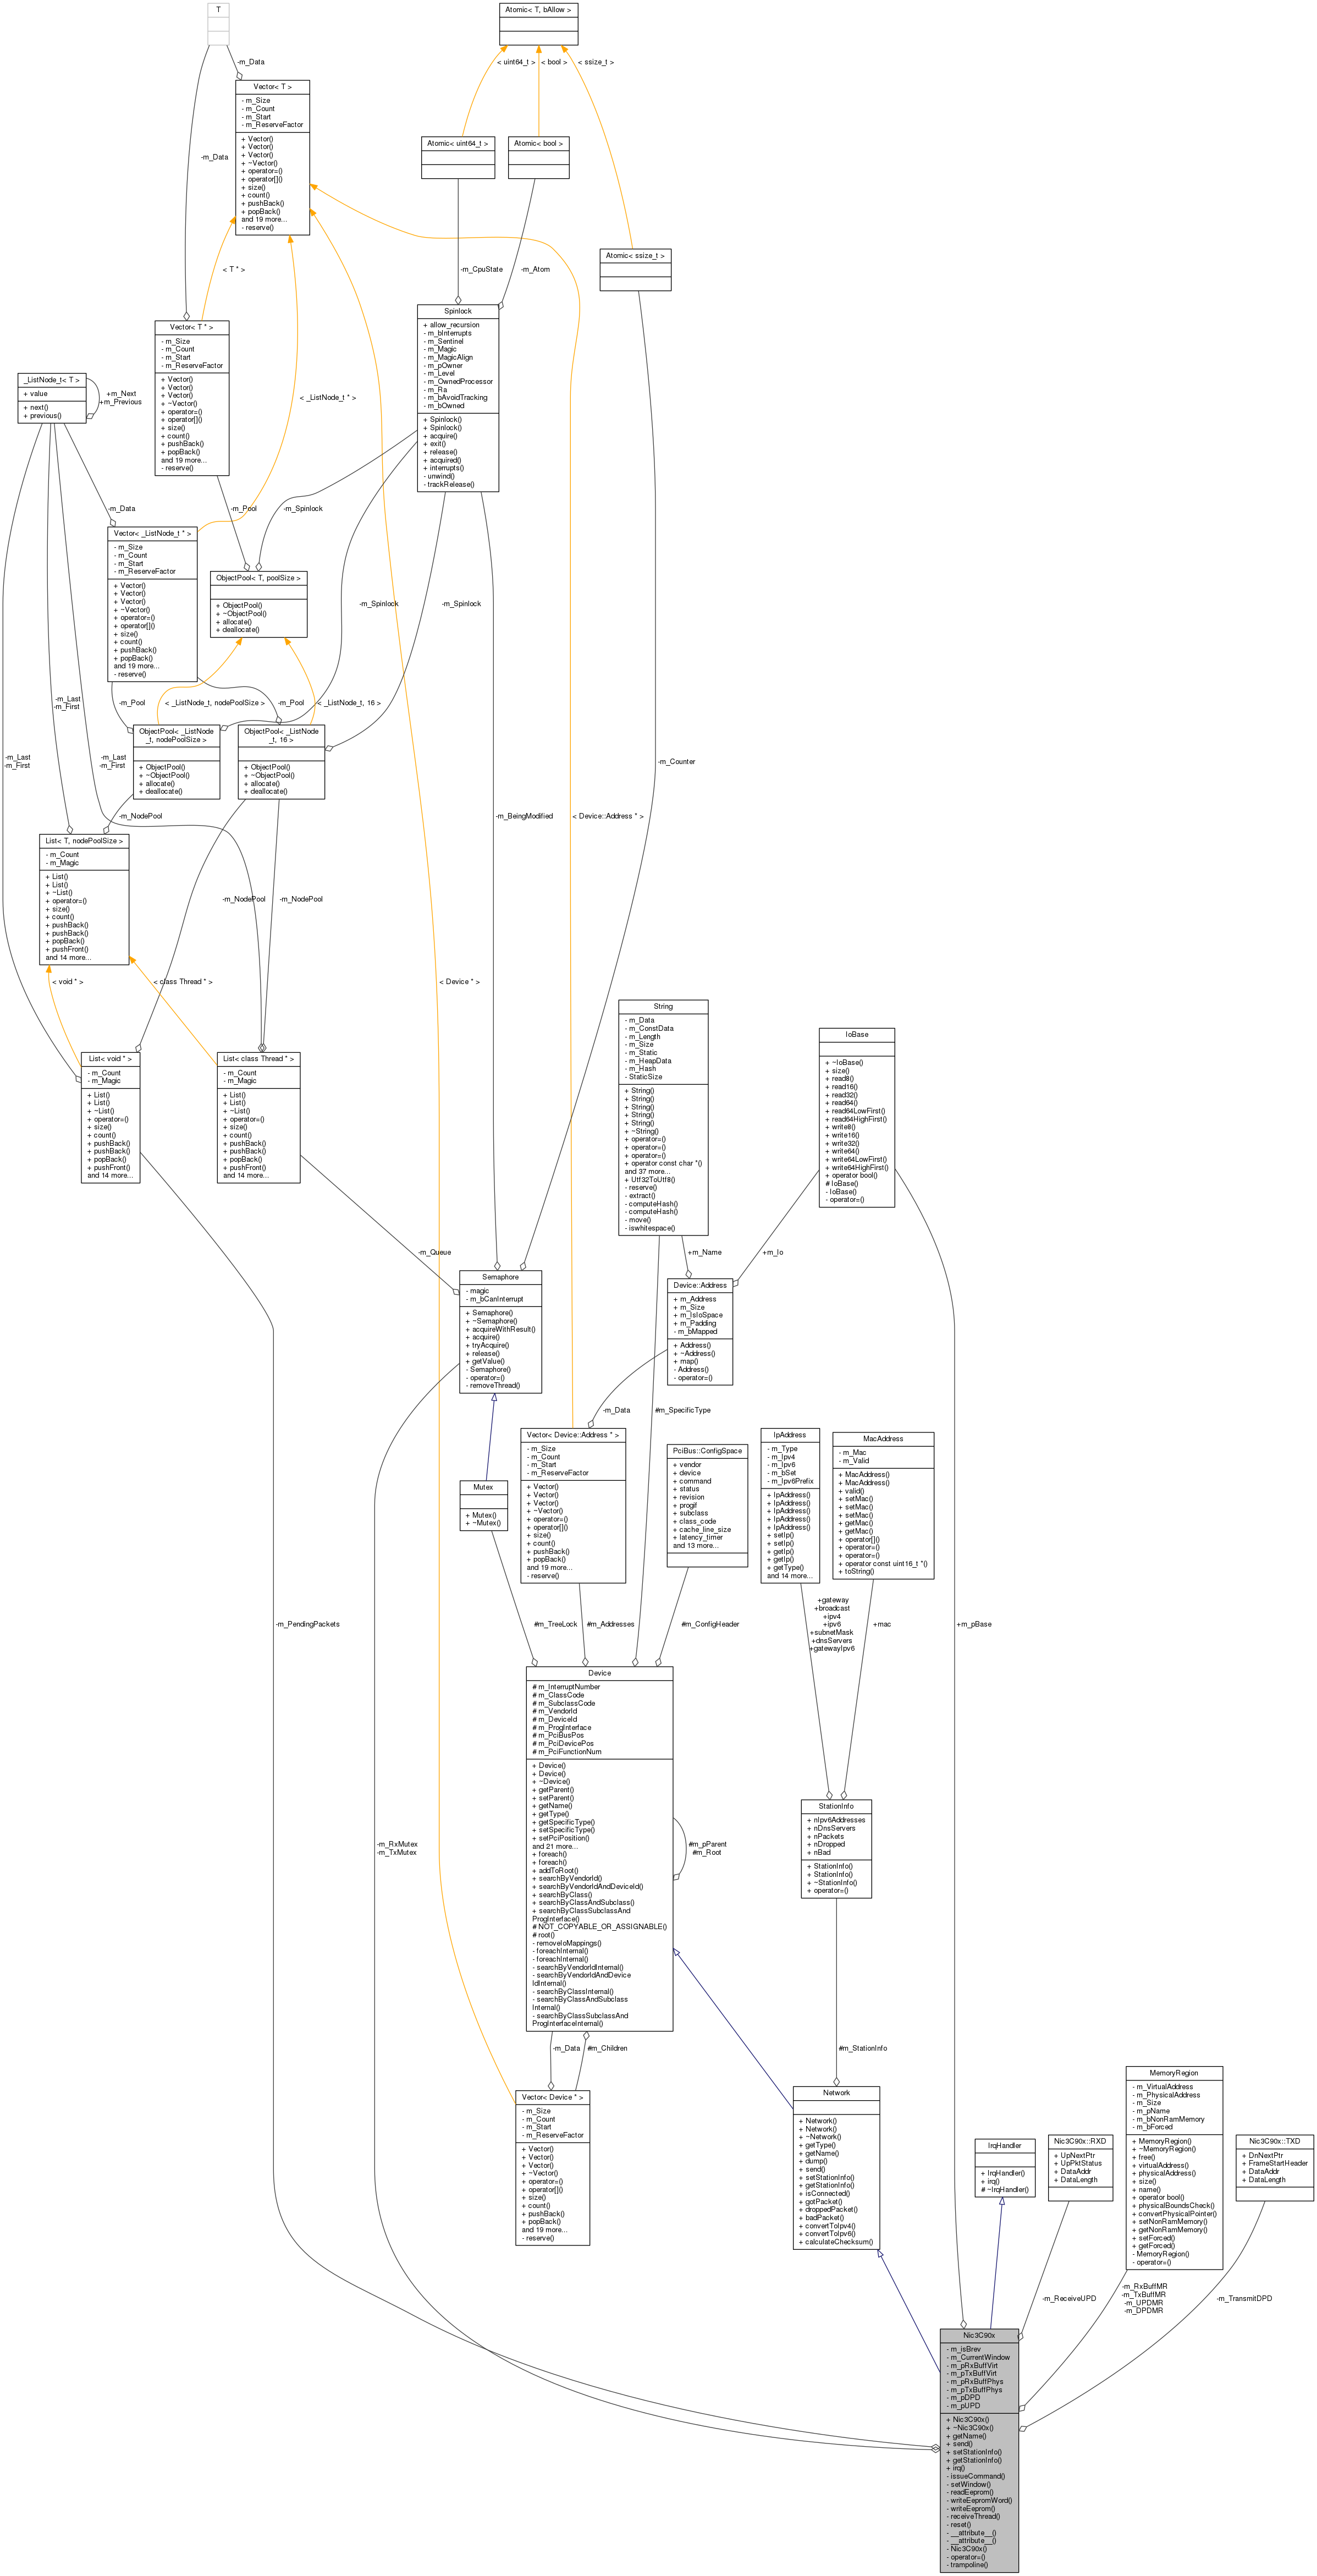 T
-m_Data
Atomic< T, bAllow >
< uint64_t >
< bool >
< ssize_t >
Vector< T >
- m_Size
- m_Count
- m_Start
- m_ReserveFactor
+ Vector()
+ Vector()
+ Vector()
+ ~Vector()
+ operator=()
+ operator[]()
+ size()
+ count()
+ pushBack()
+ popBack()
and 19 more...
- reserve()
-m_Data
Atomic< uint64_t >
Atomic< bool >
Atomic< ssize_t >
< T * >
-m_CpuState
-m_Atom
Vector< T * >
- m_Size
- m_Count
- m_Start
- m_ReserveFactor
+ Vector()
+ Vector()
+ Vector()
+ ~Vector()
+ operator=()
+ operator[]()
+ size()
+ count()
+ pushBack()
+ popBack()
and 19 more...
- reserve()
Spinlock
+ allow_recursion
- m_bInterrupts
- m_Sentinel
- m_Magic
- m_MagicAlign
- m_pOwner
- m_Level
- m_OwnedProcessor
- m_Ra
- m_bAvoidTracking
- m_bOwned
+ Spinlock()
+ Spinlock()
+ acquire()
+ exit()
+ release()
+ acquired()
+ interrupts()
- unwind()
- trackRelease()
_ListNode_t< T >
+ value
+ next()
+ previous()
+m_Next
+m_Previous
< _ListNode_t * >
-m_Data
-m_Pool
-m_Spinlock
Vector< _ListNode_t * >
- m_Size
- m_Count
- m_Start
- m_ReserveFactor
+ Vector()
+ Vector()
+ Vector()
+ ~Vector()
+ operator=()
+ operator[]()
+ size()
+ count()
+ pushBack()
+ popBack()
and 19 more...
- reserve()
ObjectPool< T, poolSize >
+ ObjectPool()
+ ~ObjectPool()
+ allocate()
+ deallocate()
-m_Spinlock
-m_Spinlock
-m_Last
-m_First
-m_Pool
< _ListNode_t, nodePoolSize >
-m_Pool
< _ListNode_t, 16 >
ObjectPool< _ListNode
_t, nodePoolSize >
+ ObjectPool()
+ ~ObjectPool()
+ allocate()
+ deallocate()
ObjectPool< _ListNode
_t, 16 >
+ ObjectPool()
+ ~ObjectPool()
+ allocate()
+ deallocate()
-m_Last
-m_First
-m_Last
-m_First
-m_Counter
-m_NodePool
-m_BeingModified
< Device::Address * >
List< T, nodePoolSize >
- m_Count
- m_Magic
+ List()
+ List()
+ ~List()
+ operator=()
+ size()
+ count()
+ pushBack()
+ pushBack()
+ popBack()
+ pushFront()
and 14 more...
-m_NodePool
-m_NodePool
< void * >
< class Thread * >
< Device * >
List< void * >
- m_Count
- m_Magic
+ List()
+ List()
+ ~List()
+ operator=()
+ size()
+ count()
+ pushBack()
+ pushBack()
+ popBack()
+ pushFront()
and 14 more...
List< class Thread * >
- m_Count
- m_Magic
+ List()
+ List()
+ ~List()
+ operator=()
+ size()
+ count()
+ pushBack()
+ pushBack()
+ popBack()
+ pushFront()
and 14 more...
String
- m_Data
- m_ConstData
- m_Length
- m_Size
- m_Static
- m_HeapData
- m_Hash
- StaticSize
+ String()
+ String()
+ String()
+ String()
+ String()
+ ~String()
+ operator=()
+ operator=()
+ operator=()
+ operator const char *()
and 37 more...
+ Utf32ToUtf8()
- reserve()
- extract()
- computeHash()
- computeHash()
- move()
- iswhitespace()
IoBase
+ ~IoBase()
+ size()
+ read8()
+ read16()
+ read32()
+ read64()
+ read64LowFirst()
+ read64HighFirst()
+ write8()
+ write16()
+ write32()
+ write64()
+ write64LowFirst()
+ write64HighFirst()
+ operator bool()
# IoBase()
- IoBase()
- operator=()
-m_Queue
+m_Name
+m_Io
Semaphore
- magic
- m_bCanInterrupt
+ Semaphore()
+ ~Semaphore()
+ acquireWithResult()
+ acquire()
+ tryAcquire()
+ release()
+ getValue()
- Semaphore()
- operator=()
- removeThread()
Device::Address
+ m_Address
+ m_Size
+ m_IsIoSpace
+ m_Padding
- m_bMapped
+ Address()
+ ~Address()
+ map()
- Address()
- operator=()
-m_Data
#m_SpecificType
Mutex
+ Mutex()
+ ~Mutex()
Vector< Device::Address * >
- m_Size
- m_Count
- m_Start
- m_ReserveFactor
+ Vector()
+ Vector()
+ Vector()
+ ~Vector()
+ operator=()
+ operator[]()
+ size()
+ count()
+ pushBack()
+ popBack()
and 19 more...
- reserve()
PciBus::ConfigSpace
+ vendor
+ device
+ command
+ status
+ revision
+ progif
+ subclass
+ class_code
+ cache_line_size
+ latency_timer
and 13 more...
IpAddress
- m_Type
- m_Ipv4
- m_Ipv6
- m_bSet
- m_Ipv6Prefix
+ IpAddress()
+ IpAddress()
+ IpAddress()
+ IpAddress()
+ IpAddress()
+ setIp()
+ setIp()
+ getIp()
+ getIp()
+ getType()
and 14 more...
MacAddress
- m_Mac
- m_Valid
+ MacAddress()
+ MacAddress()
+ valid()
+ setMac()
+ setMac()
+ setMac()
+ getMac()
+ getMac()
+ operator[]()
+ operator=()
+ operator=()
+ operator const uint16_t *()
+ toString()
-m_PendingPackets
#m_TreeLock
#m_Addresses
#m_ConfigHeader
+gateway
+broadcast
+ipv4
+ipv6
+subnetMask
+dnsServers
+gatewayIpv6
+mac
+m_pBase
Device
# m_InterruptNumber
# m_ClassCode
# m_SubclassCode
# m_VendorId
# m_DeviceId
# m_ProgInterface
# m_PciBusPos
# m_PciDevicePos
# m_PciFunctionNum
+ Device()
+ Device()
+ ~Device()
+ getParent()
+ setParent()
+ getName()
+ getType()
+ getSpecificType()
+ setSpecificType()
+ setPciPosition()
and 21 more...
+ foreach()
+ foreach()
+ addToRoot()
+ searchByVendorId()
+ searchByVendorIdAndDeviceId()
+ searchByClass()
+ searchByClassAndSubclass()
+ searchByClassSubclassAnd
ProgInterface()
# NOT_COPYABLE_OR_ASSIGNABLE()
# root()
- removeIoMappings()
- foreachInternal()
- foreachInternal()
- searchByVendorIdInternal()
- searchByVendorIdAndDevice
IdInternal()
- searchByClassInternal()
- searchByClassAndSubclass
Internal()
- searchByClassSubclassAnd
ProgInterfaceInternal()
#m_pParent
#m_Root
-m_RxMutex
-m_TxMutex
StationInfo
+ nIpv6Addresses
+ nDnsServers
+ nPackets
+ nDropped
+ nBad
+ StationInfo()
+ StationInfo()
+ ~StationInfo()
+ operator=()
-m_Data
#m_Children
#m_StationInfo
Vector< Device * >
- m_Size
- m_Count
- m_Start
- m_ReserveFactor
+ Vector()
+ Vector()
+ Vector()
+ ~Vector()
+ operator=()
+ operator[]()
+ size()
+ count()
+ pushBack()
+ popBack()
and 19 more...
- reserve()
Network
+ Network()
+ Network()
+ ~Network()
+ getType()
+ getName()
+ dump()
+ send()
+ setStationInfo()
+ getStationInfo()
+ isConnected()
+ gotPacket()
+ droppedPacket()
+ badPacket()
+ convertToIpv4()
+ convertToIpv6()
+ calculateChecksum()
IrqHandler
+ IrqHandler()
+ irq()
# ~IrqHandler()
Nic3C90x::RXD
+ UpNextPtr
+ UpPktStatus
+ DataAddr
+ DataLength
MemoryRegion
- m_VirtualAddress
- m_PhysicalAddress
- m_Size
- m_pName
- m_bNonRamMemory
- m_bForced
+ MemoryRegion()
+ ~MemoryRegion()
+ free()
+ virtualAddress()
+ physicalAddress()
+ size()
+ name()
+ operator bool()
+ physicalBoundsCheck()
+ convertPhysicalPointer()
+ setNonRamMemory()
+ getNonRamMemory()
+ setForced()
+ getForced()
- MemoryRegion()
- operator=()
Nic3C90x::TXD
+ DnNextPtr
+ FrameStartHeader
+ DataAddr
+ DataLength
-m_ReceiveUPD
-m_RxBuffMR
-m_TxBuffMR
-m_UPDMR
-m_DPDMR
-m_TransmitDPD
Nic3C90x
- m_isBrev
- m_CurrentWindow
- m_pRxBuffVirt
- m_pTxBuffVirt
- m_pRxBuffPhys
- m_pTxBuffPhys
- m_pDPD
- m_pUPD
+ Nic3C90x()
+ ~Nic3C90x()
+ getName()
+ send()
+ setStationInfo()
+ getStationInfo()
+ irq()
- issueCommand()
- setWindow()
- readEeprom()
- writeEepromWord()
- writeEeprom()
- receiveThread()
- reset()
- __attribute__()
- __attribute__()
- Nic3C90x()
- operator=()
- trampoline()